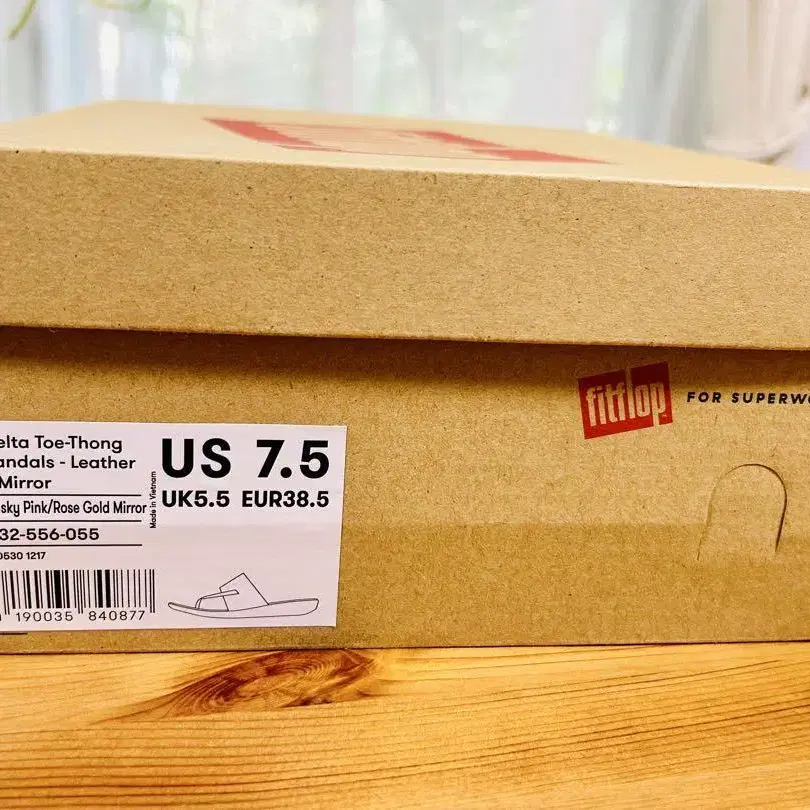 fitflop
FOR SUPERWO
elta Toe-Thong
andals - Leather
Mirror
sky Pink/Rose Gold Mirror
32-556-055
0530 1217
190035 840877
Made in Vietnam
US 7.5
UK5.5 EUR38.5